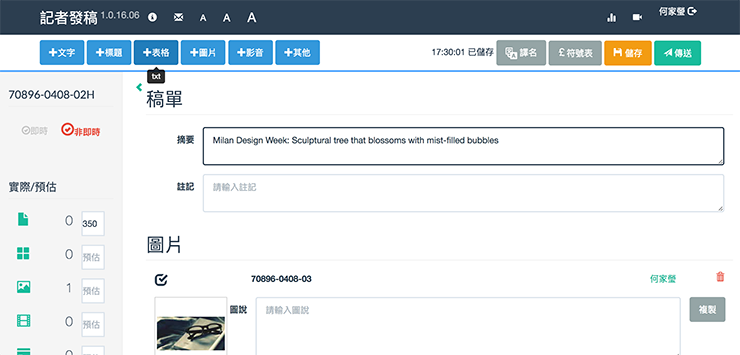 記者發稿 1.0.16.06 A A A 何家瑩
+文字 +標題 +表格 +圖片 +影音 +其他 17:30:01 已儲存 譯名 £ 符號表 儲存 傳送
txt
70896-0408-02H
即時 非即時
實際/預估
0 350
0 預估
1 預估
0 預估
0 預估
稿單
摘要 Milan Design Week: Sculptural tree that blossoms with mist-filled bubbles
註記 請輸入註記
圖片
70896-0408-03 何家瑩
圖說 請輸入圖說 複製